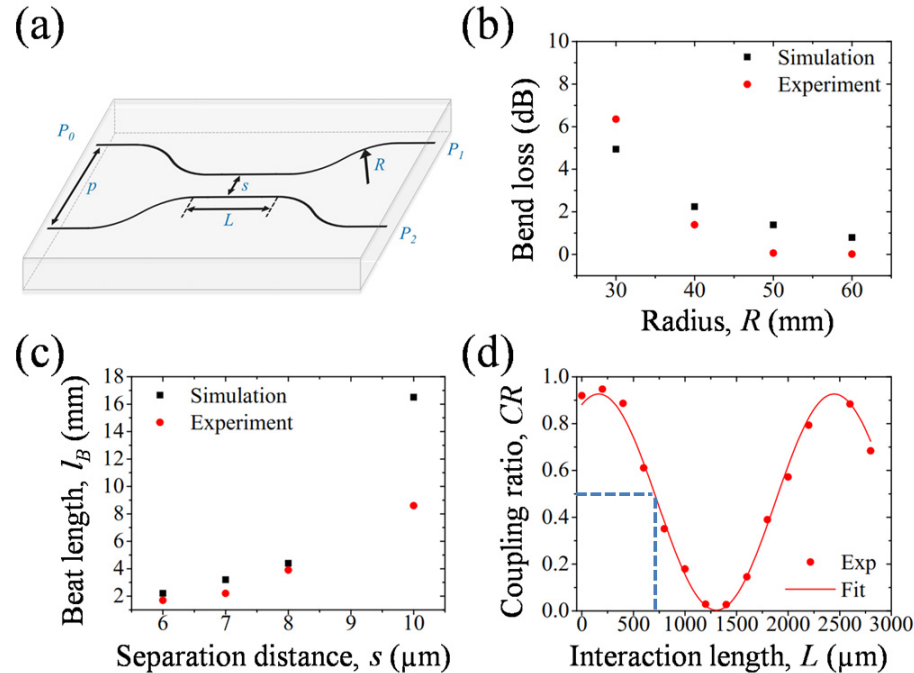 (a)
P0
P1
p
s
R
L
P2
(b)
Bend loss (dB)
10
8
6
4
2
0
Simulation
Experiment
30
40
50
60
Radius, R (mm)
(c)
Beat length, lB (mm)
18
16
14
12
10
8
6
4
2
Simulation
Experiment
6
7
8
9
10
Separation distance, s (µm)
(d)
Coupling ratio, CR
1.0
0.8
0.6
0.4
0.2
0.0
Exp
Fit
0
500
1000
1500
2000
2500
3000
Interaction length, L (µm)